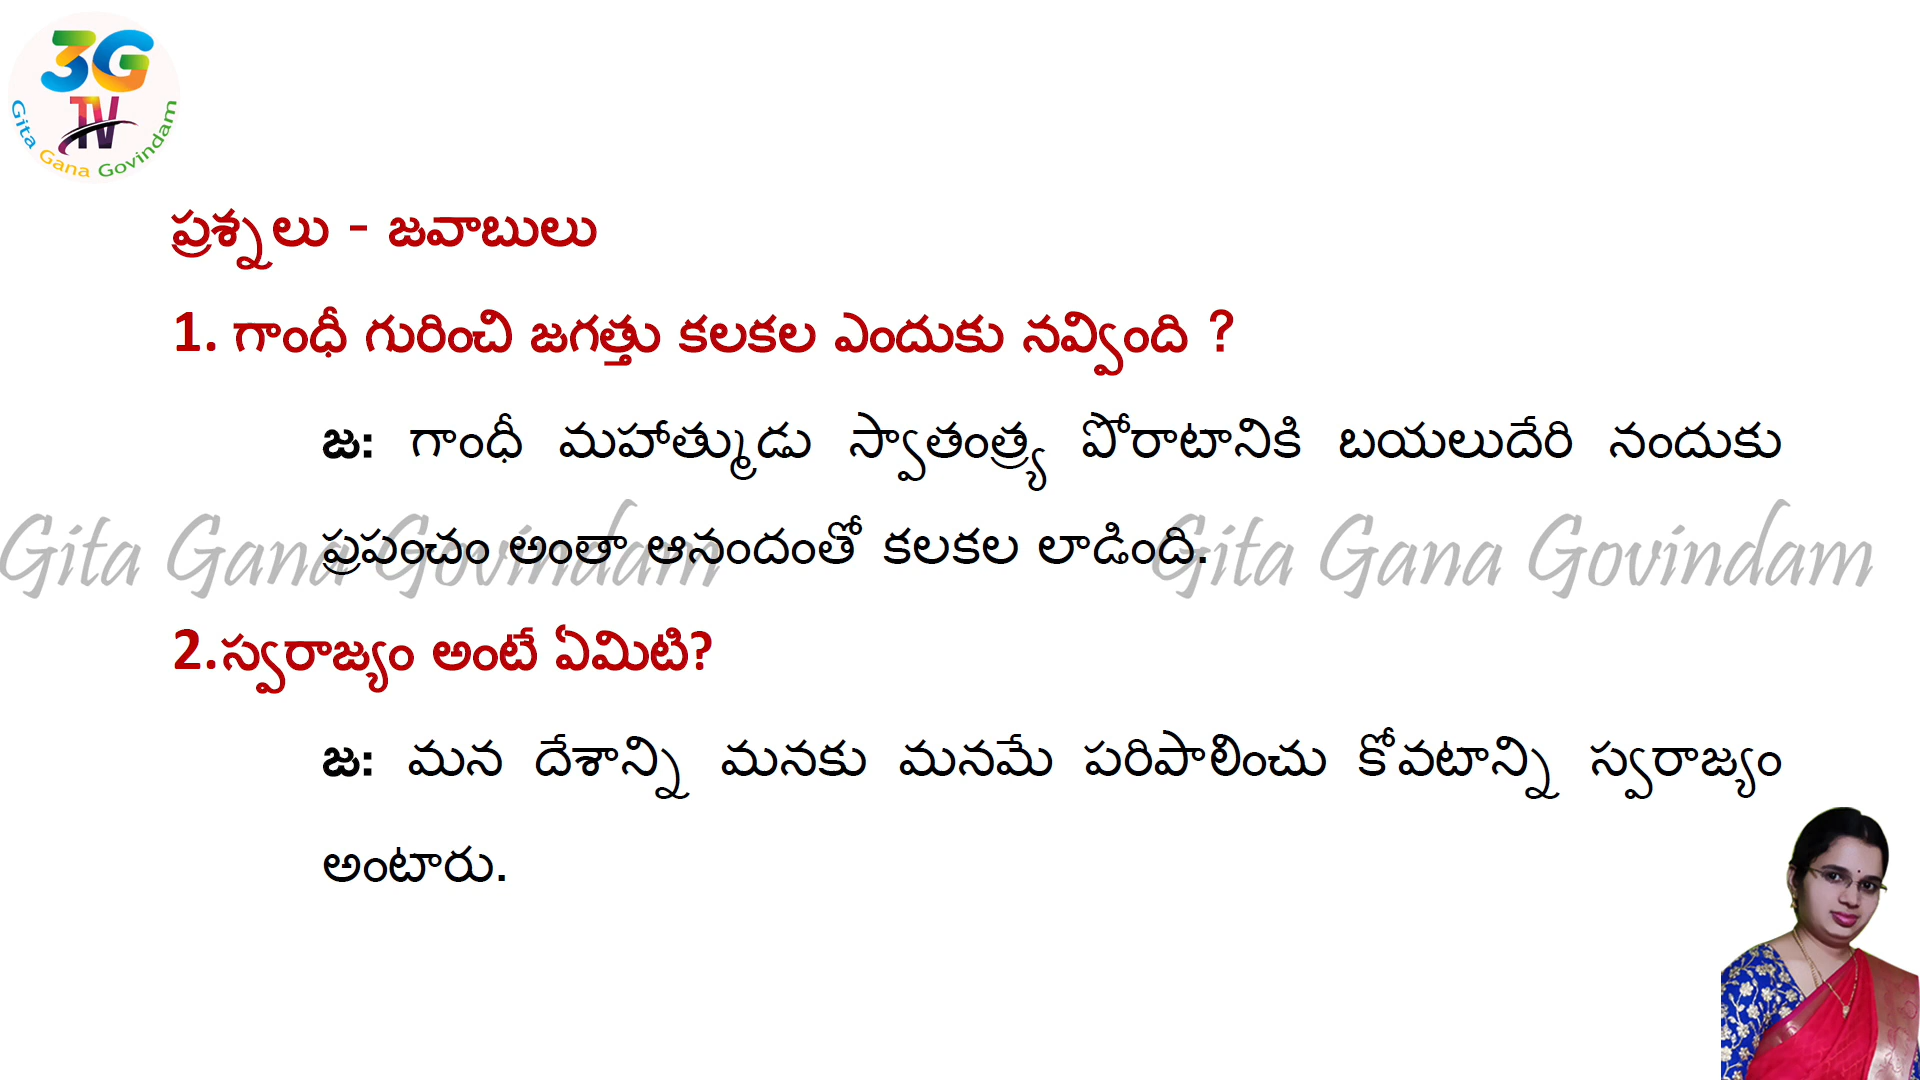 3G
TV
Gita Gana Govindam
ప్రశ్నలు - జవాబులు
1. గాంధీ గురించి జగత్తు కలకల ఎందుకు నవ్వింది ?
జ: గాంధీ మహాత్ముడు స్వాతంత్ర్య పోరాటానికి బయలుదేరి నందుకు
ప్రపంచం అంతా ఆనందంతో కలకల లాడింది.
Gita Gana Govindam Gita Gana Govindam
2.స్వరాజ్యం అంటే ఏమిటి?
జ: మన దేశాన్ని మనకు మనమే పరిపాలించు కోవటాన్ని స్వరాజ్యం
అంటారు.